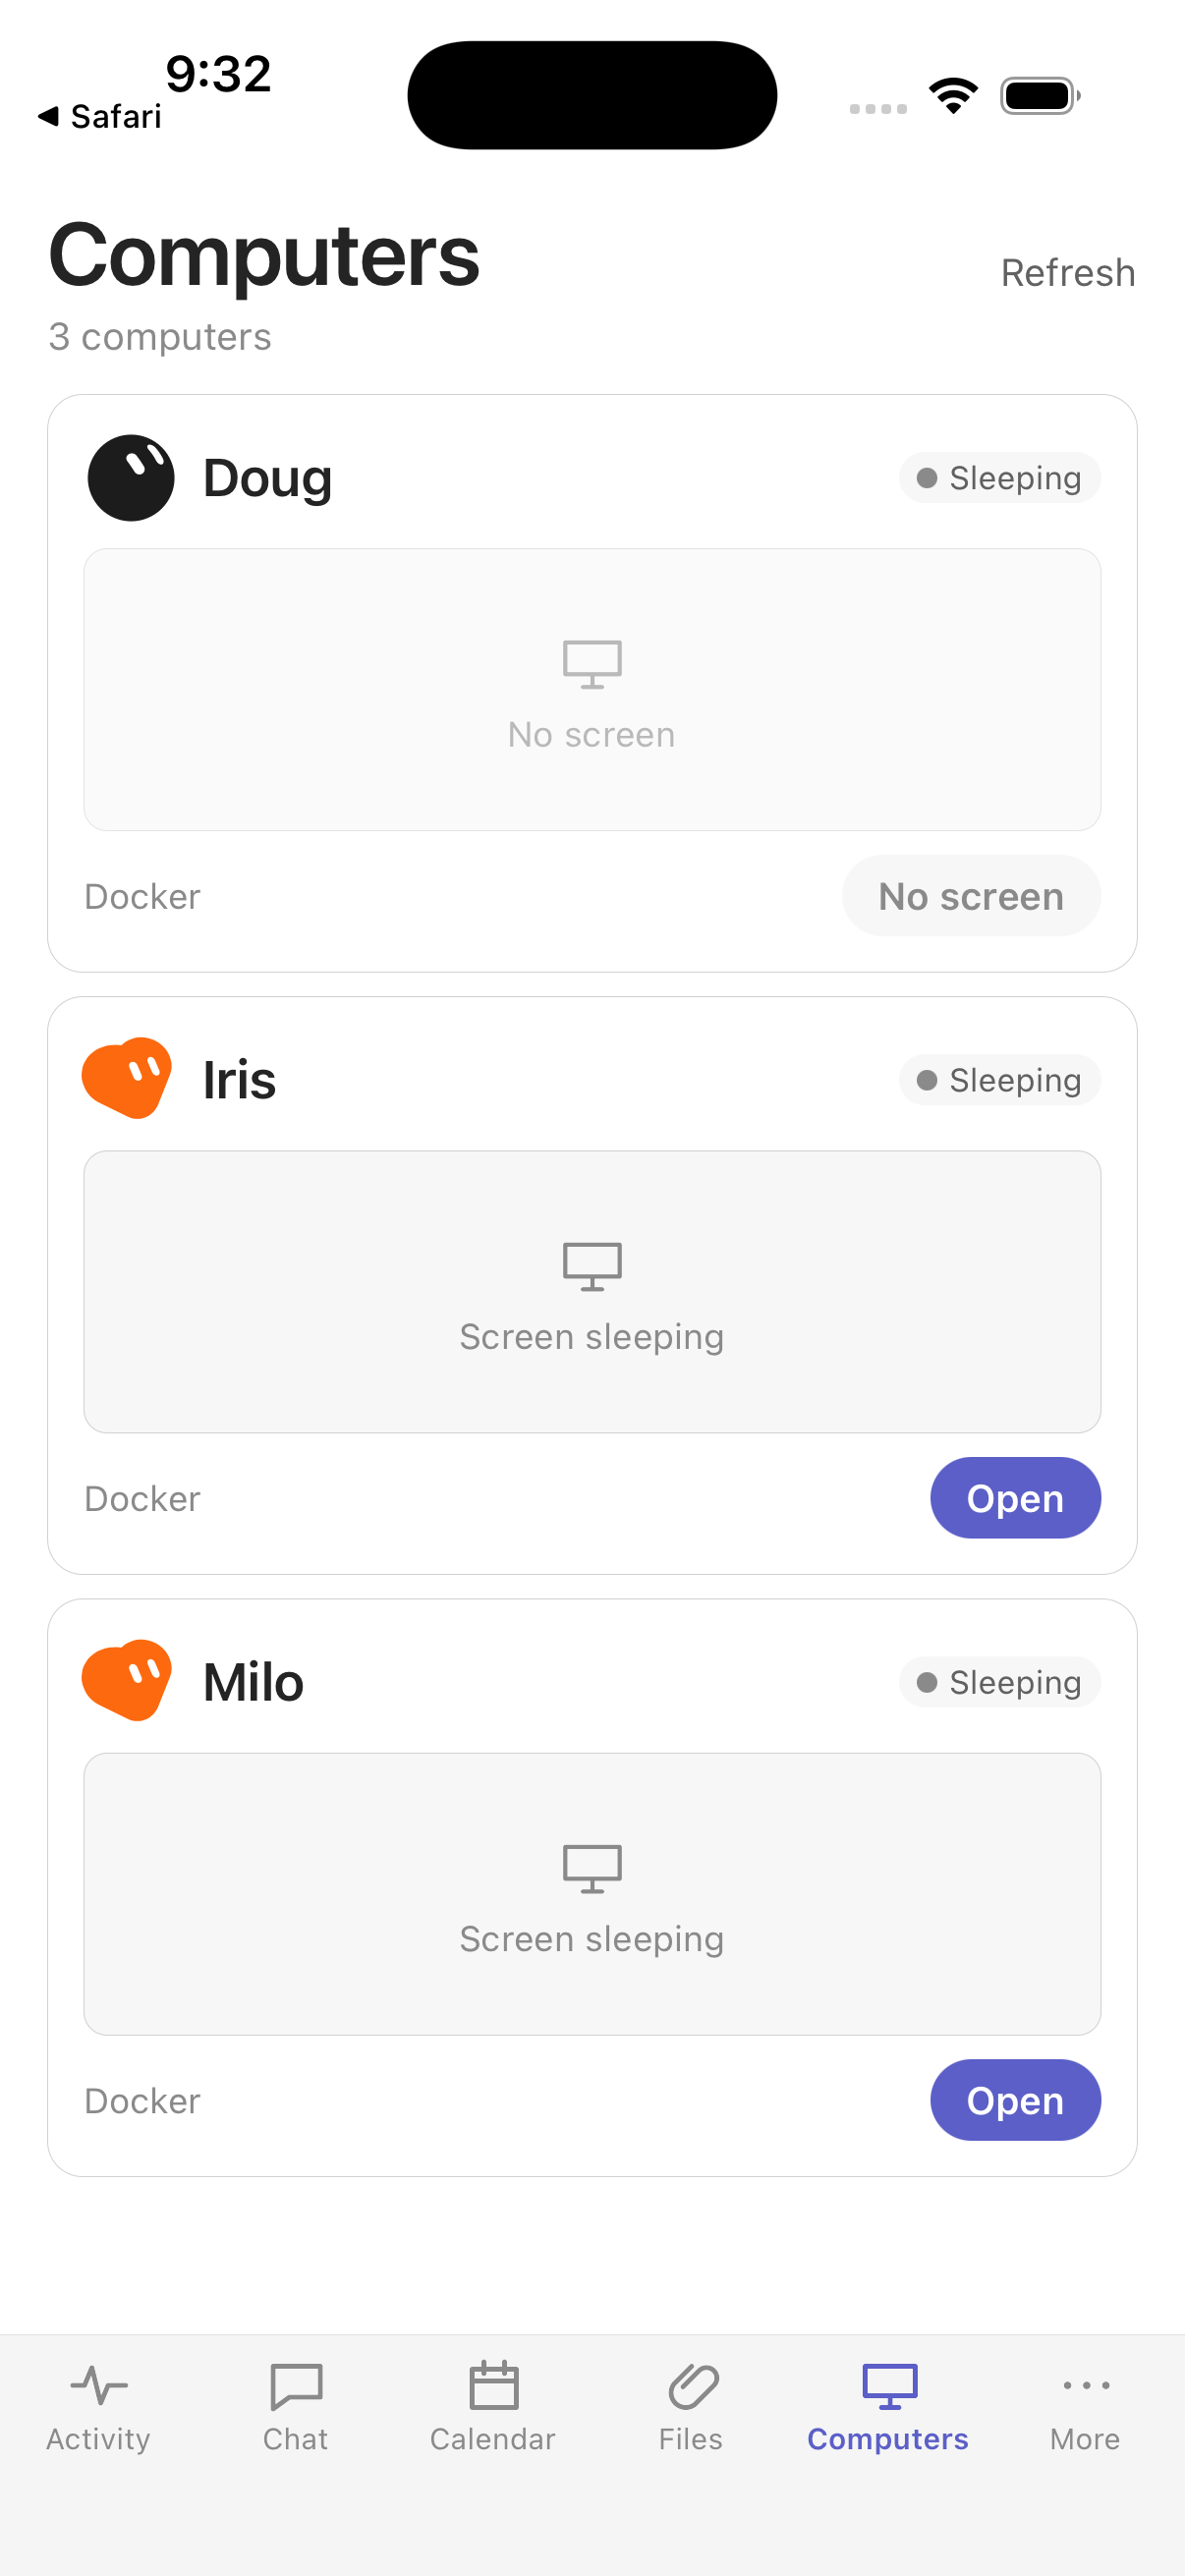 9:32
Safari
Computers
Refresh
3 computers
Doug
Sleeping
No screen
Docker
No screen
Iris
Sleeping
Screen sleeping
Docker
Open
Milo
Sleeping
Screen sleeping
Docker
Open
Activity
Chat
Calendar
Files
Computers
More